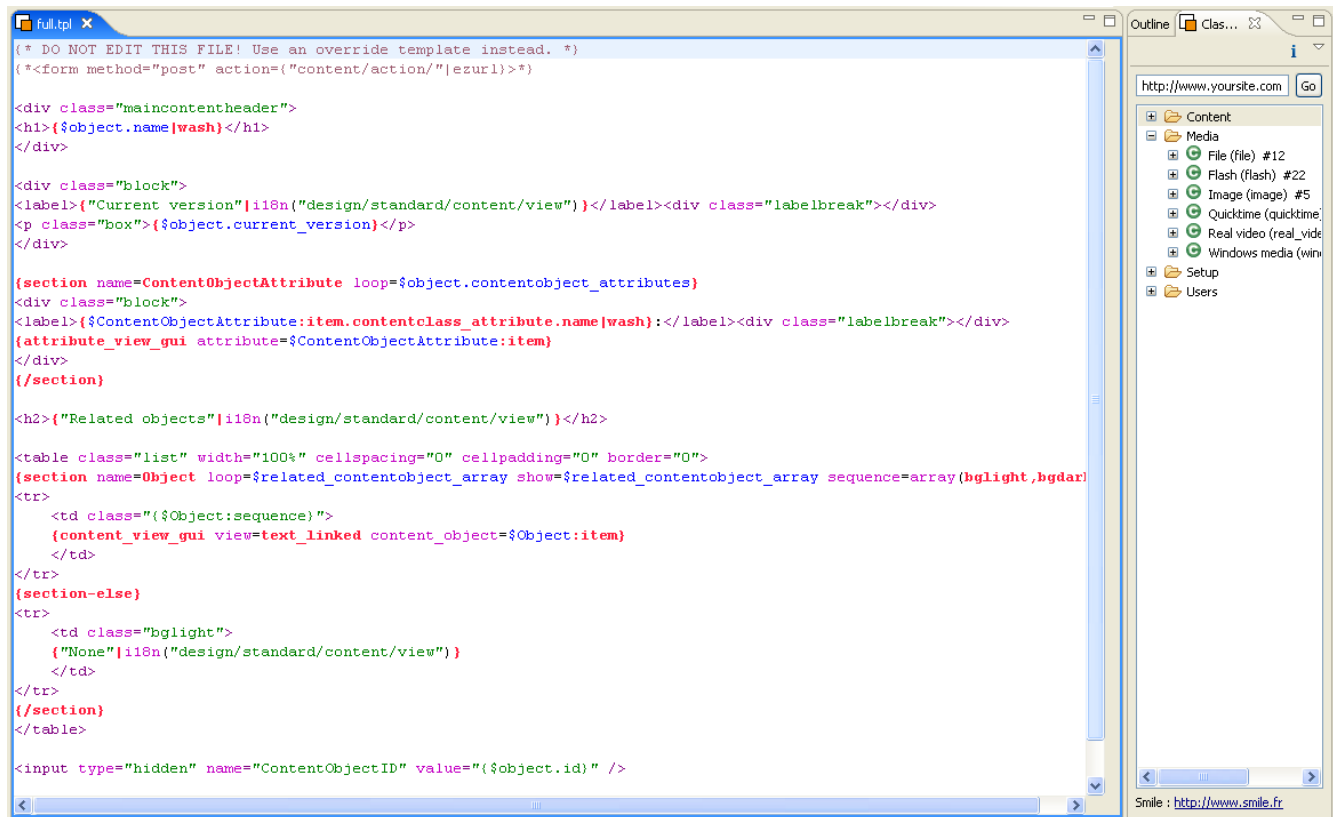 full.tpl
{* DO NOT EDIT THIS FILE! Use an override template instead. *}
{*<form method="post" action={"content/action/"|ezurl}>*}
<div class="maincontentheader">
<h1>{$object.name|wash}</h1>
</div>
<div class="block">
<label>{"Current version"|i18n("design/standard/content/view")}</label><div class="labelbreak"></div>
<p class="box">{$object.current_version}</p>
</div>
{section name=ContentObjectAttribute loop=$object.contentobject_attributes}
<div class="block">
<label>{$ContentObjectAttribute:item.contentclass_attribute.name|wash}:</label><div class="labelbreak"></div>
{attribute_view_gui attribute=$ContentObjectAttribute:item}
</div>
{/section}
<h2>{"Related objects"|i18n("design/standard/content/view")}</h2>
<table class="list" width="100%" cellspacing="0" cellpadding="0" border="0">
{section name=Object loop=$related_contentobject_array show=$related_contentobject_array sequence=array(bglight,bgdar
<tr>
<td class="{$Object:sequence}">
{content_view_gui view=text_linked content_object=$Object:item}
</td>
</tr>
{section-else}
<tr>
<td class="bglight">
{"None"|i18n("design/standard/content/view")}
</td>
</tr>
{/section}
</table>
<input type="hidden" name="ContentObjectID" value="{$object.id}" />
Outline Clas...
i
http://www.yoursite.com Go
Content
Media
File (file) #12
Flash (flash) #22
Image (image) #5
Quicktime (quicktime
Real video (real_vide
Windows media (win
Setup
Users
Smile : http://www.smile.fr